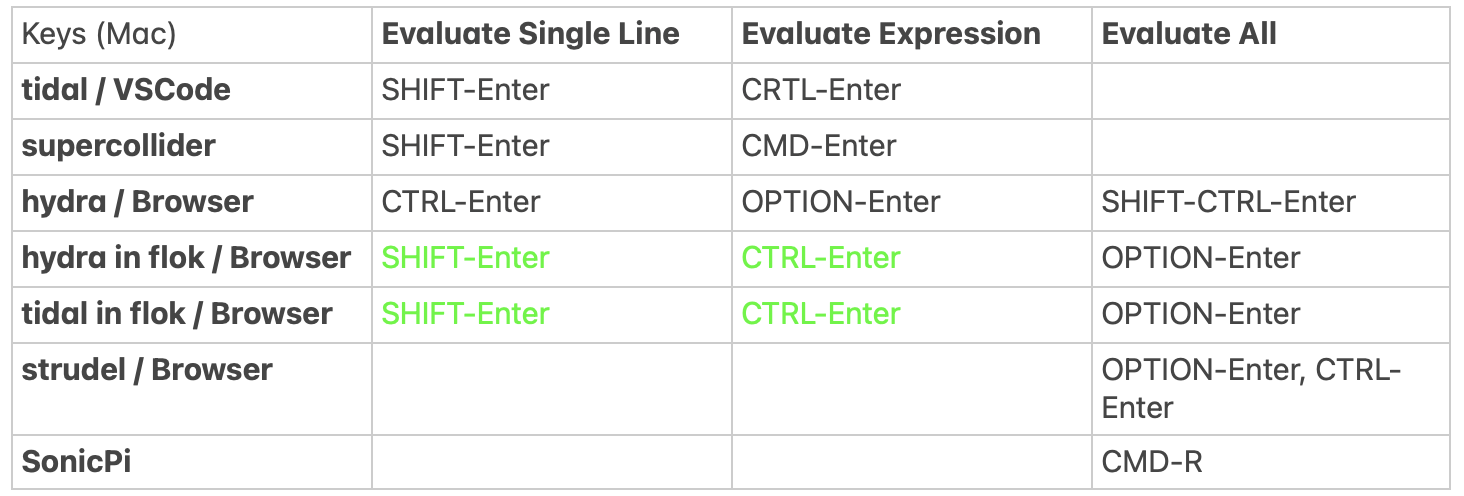 Keys (Mac) Evaluate Single Line Evaluate Expression Evaluate All
tidal / VSCode SHIFT-Enter CRTL-Enter
supercollider SHIFT-Enter CMD-Enter
hydra / Browser CTRL-Enter OPTION-Enter SHIFT-CTRL-Enter
hydra in flok / Browser SHIFT-Enter CTRL-Enter OPTION-Enter
tidal in flok / Browser SHIFT-Enter CTRL-Enter OPTION-Enter
strudel / Browser OPTION-Enter, CTRL-
Enter
SonicPi CMD-R